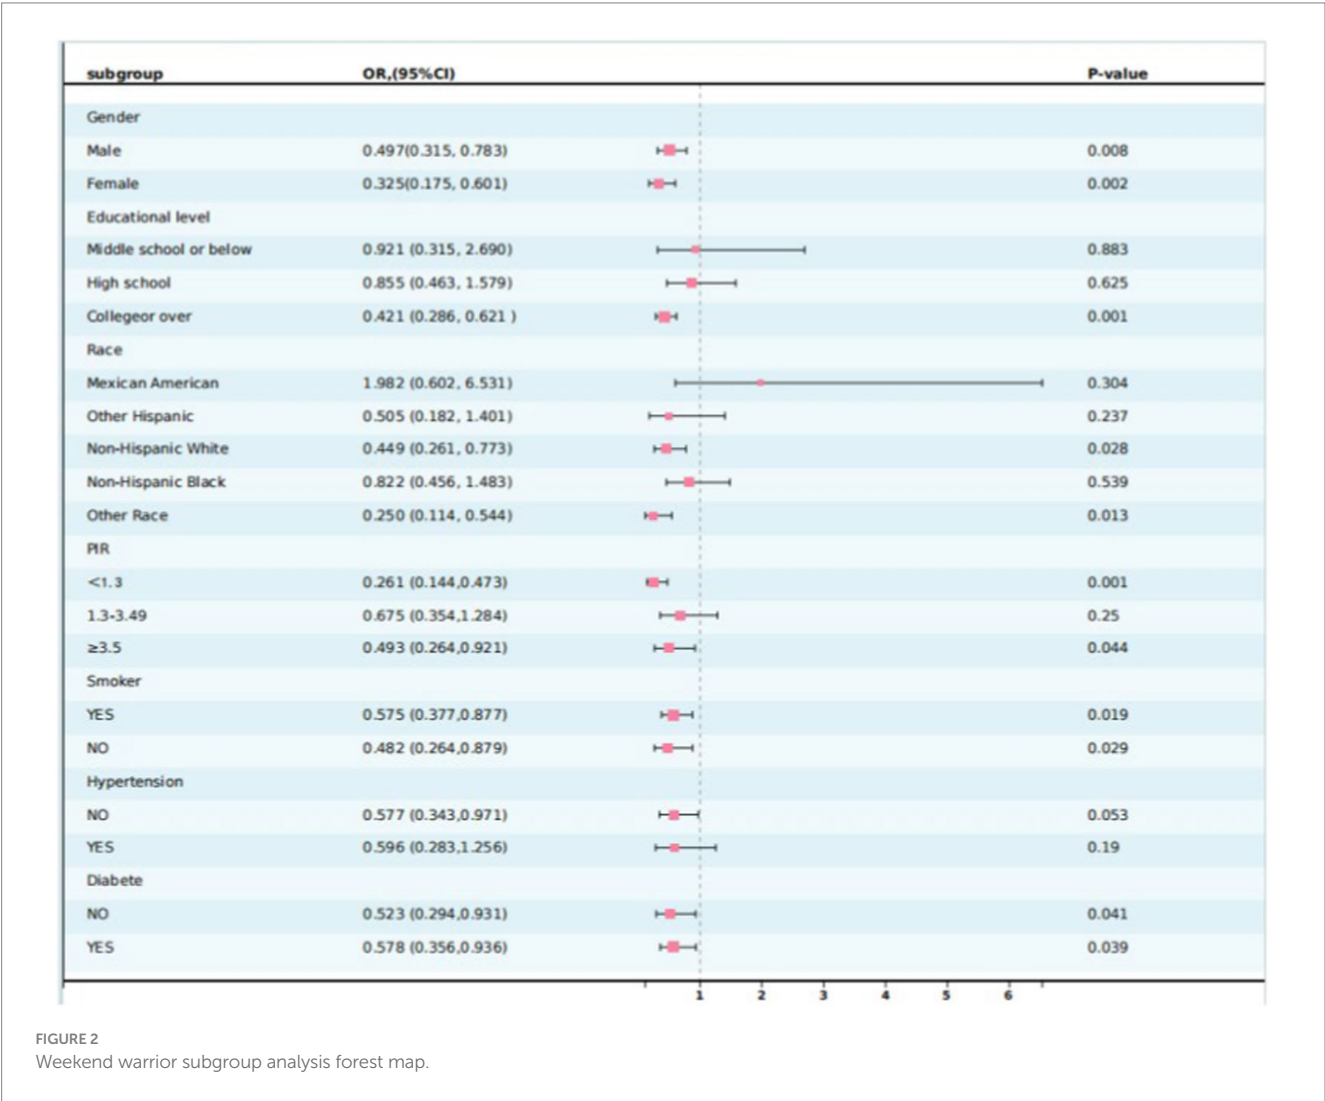 subgroup OR,(95%CI) P-value
Gender
Male 0.497(0.315, 0.783) 0.008
Female 0.325(0.175, 0.601) 0.002
Educational level
Middle school or below 0.921 (0.315, 2.690) 0.883
High school 0.855 (0.463, 1.579) 0.625
Collegeor over 0.421 (0.286, 0.621 ) 0.001
Race
Mexican American 1.982 (0.602, 6.531) 0.304
Other Hispanic 0.505 (0.182, 1.401) 0.237
Non-Hispanic White 0.449 (0.261, 0.773) 0.028
Non-Hispanic Black 0.822 (0.456, 1.483) 0.539
Other Race 0.250 (0.114, 0.544) 0.013
PIR
<1.3 0.261 (0.144,0.473) 0.001
1.3-3.49 0.675 (0.354,1.284) 0.25
≥3.5 0.493 (0.264,0.921) 0.044
Smoker
YES 0.575 (0.377,0.877) 0.019
NO 0.482 (0.264,0.879) 0.029
Hypertension
NO 0.577 (0.343,0.971) 0.053
YES 0.596 (0.283,1.256) 0.19
Diabete
NO 0.523 (0.294,0.931) 0.041
YES 0.578 (0.356,0.936) 0.039
1 2 3 4 5 6
FIGURE 2
Weekend warrior subgroup analysis forest map.